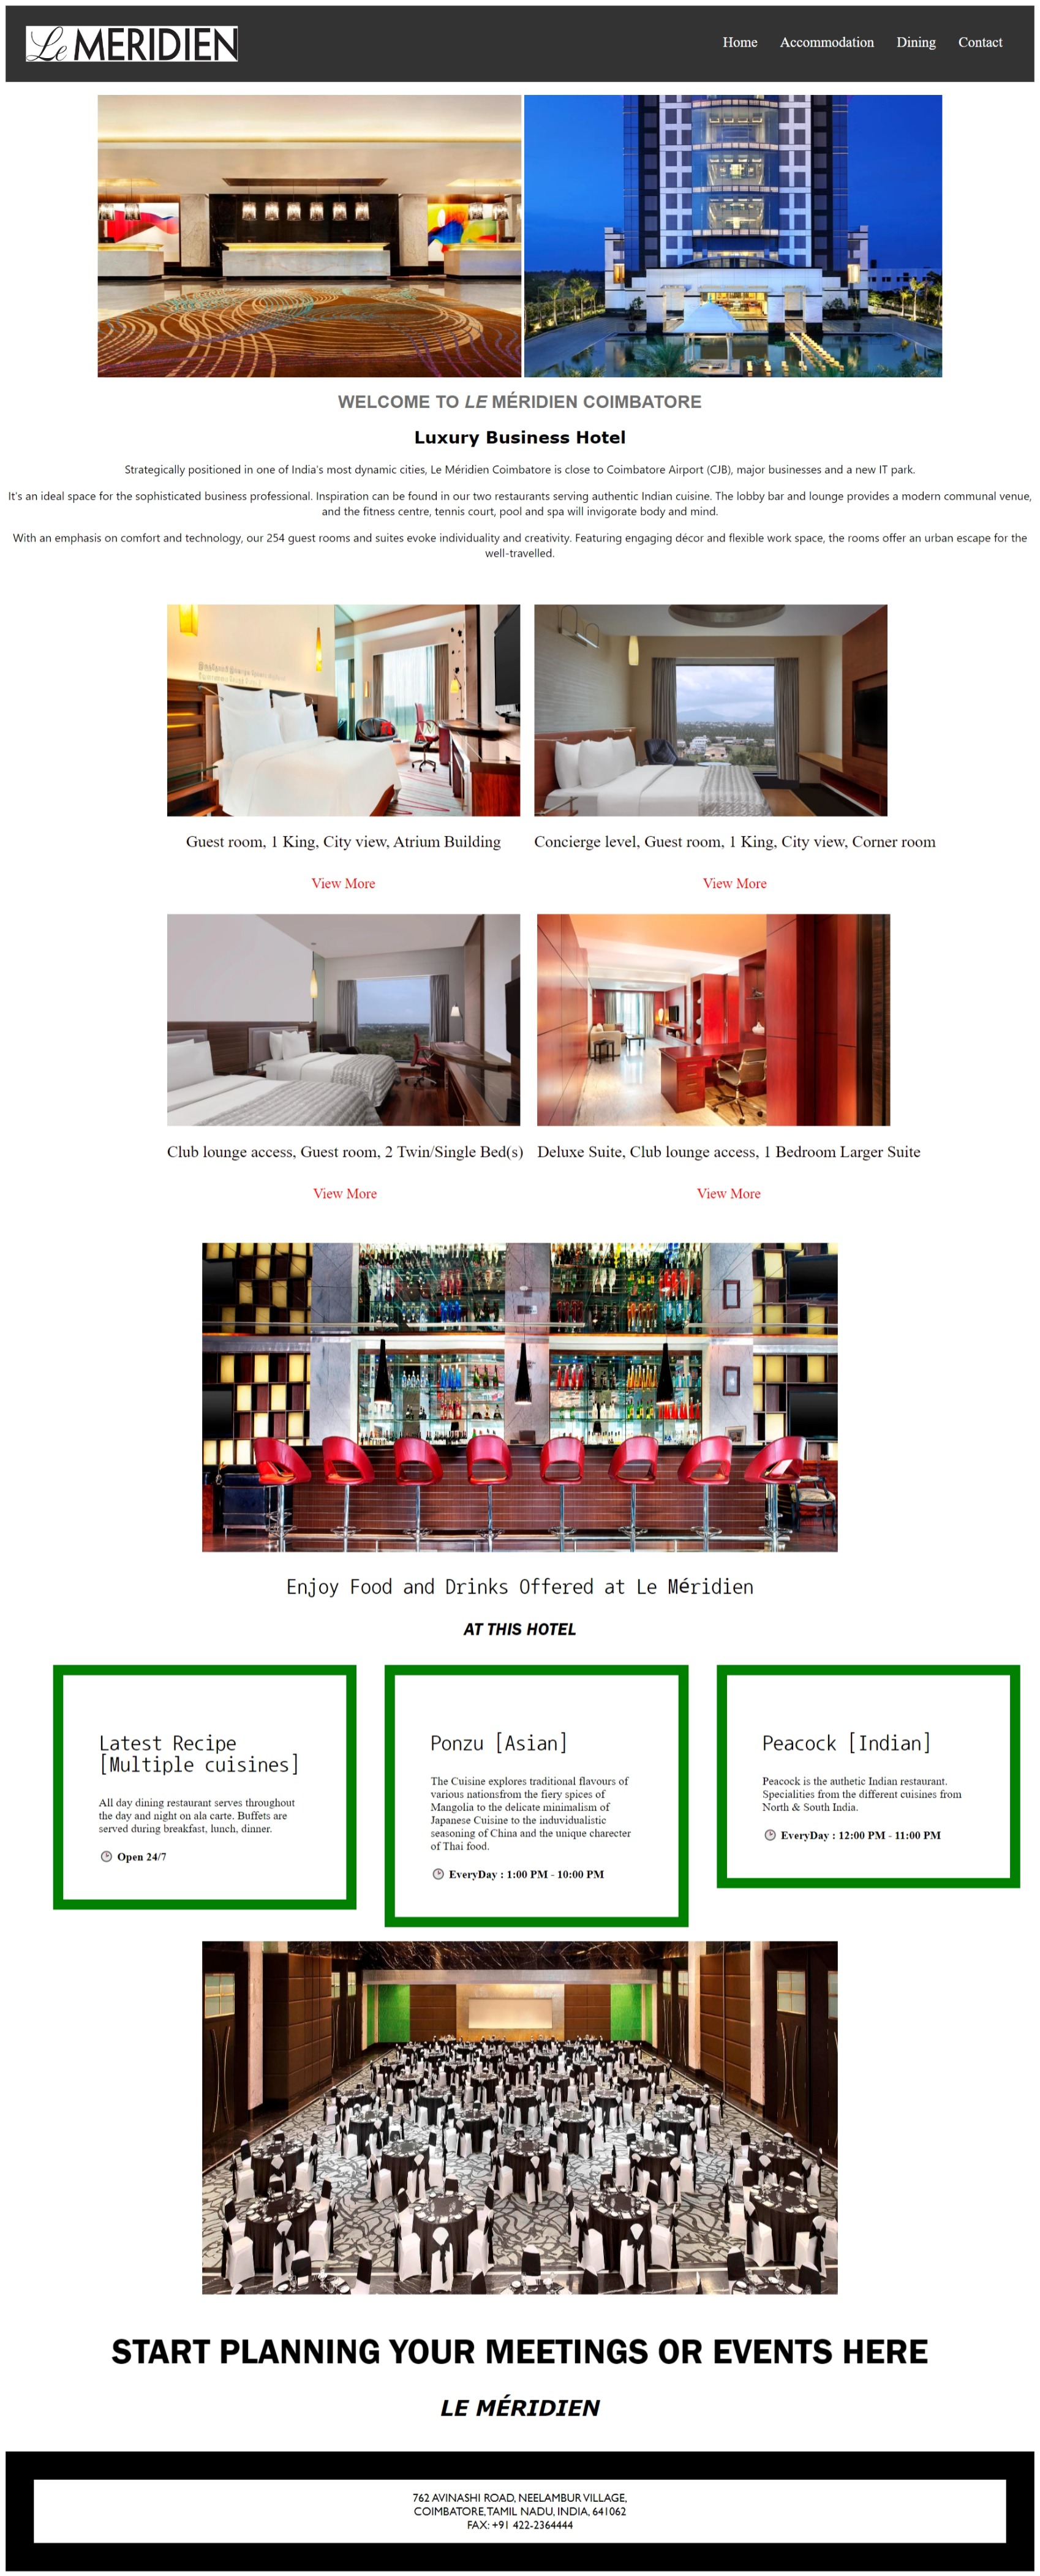 Le MERIDIEN
Home Accommodation Dining Contact
WELCOME TO LE MÉRIDIEN COIMBATORE
Luxury Business Hotel
Strategically positioned in one of India's most dynamic cities, Le Méridien Coimbatore is close to Coimbatore Airport (CJB), major businesses and a new IT park.
It's an ideal space for the sophisticated business professional. Inspiration can be found in our two restaurants serving authentic Indian cuisine. The lobby bar and lounge provides a modern communal venue,
and the fitness centre, tennis court, pool and spa will invigorate body and mind.
With an emphasis on comfort and technology, our 254 guest rooms and suites evoke individuality and creativity. Featuring engaging décor and flexible work space, the rooms offer an urban escape for the
well-travelled.
Guest room, 1 King, City view, Atrium Building
View More
Concierge level, Guest room, 1 King, City view, Corner room
View More
Club lounge access, Guest room, 2 Twin/Single Bed(s)
View More
Deluxe Suite, Club lounge access, 1 Bedroom Larger Suite
View More
Enjoy Food and Drinks Offered at Le Méridien
AT THIS HOTEL
Latest Recipe
[Multiple cuisines]
All day dining restaurant serves throughout
the day and night on ala carte. Buffets are
served during breakfast, lunch, dinner.
Open 24/7
Ponzu [Asian]
The Cuisine explores traditional flavours of
various nationsfrom the fiery spices of
Mangolia to the delicate minimalism of
Japanese Cuisine to the induvidualistic
seasoning of China and the unique charecter
of Thai food.
EveryDay : 1:00 PM - 10:00 PM
Peacock [Indian]
Peacock is the authetic Indian restaurant.
Specialities from the different cuisines from
North & South India.
EveryDay : 12:00 PM - 11:00 PM
START PLANNING YOUR MEETINGS OR EVENTS HERE
LE MÉRIDIEN
762 AVINASHI ROAD, NEELAMBUR VILLAGE,
COIMBATORE, TAMIL NADU, INDIA, 641062
FAX: +91 422-2364444